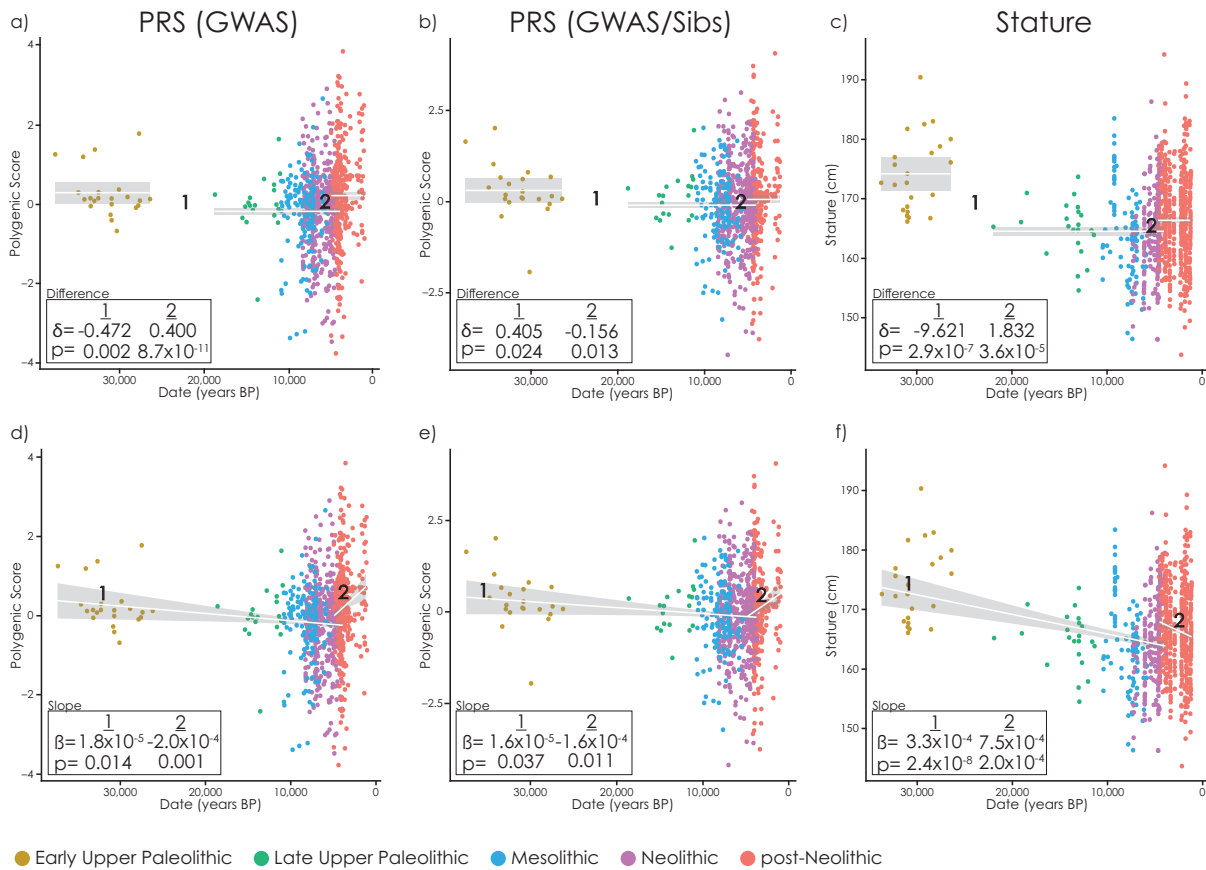 a) PRS (GWAS)
b) PRS (GWAS/Sibs)
c) Stature
Polygenic Score
4
2
0
−2
−4
1
2
Difference
1 2
δ= -0.472 0.400
p= 0.002 8.7x10-11
30,000 20,000 10,000 0
Date (years BP)
Polygenic Score
2.5
0
−2.5
1
2
Difference
1 2
δ= 0.405 -0.156
p= 0.024 0.013
30,000 20,000 10,000 0
Date (years BP)
Stature (cm)
190
180
170
160
150
1
2
Difference
1 2
δ= -9.621 1.832
p= 2.9x10-7 3.6x10-5
30,000 20,000 10,000 0
Date (years BP)
d)
Polygenic Score
4
2
0
−2
−4
1
2
Slope
1 2
ß= 1.8x10-5 -2.0x10-4
p= 0.014 0.001
30,000 20,000 10,000 0
Date (years BP)
e)
Polygenic Score
2.5
0
−2.5
1
2
Slope
1 2
ß= 1.6x10-5 -1.6x10-4
p= 0.037 0.011
30,000 20,000 10,000 0
Date (years BP)
f)
Stature (cm)
190
180
170
160
150
1
2
Slope
1 2
ß= 3.3x10-4 7.5x10-4
p= 2.4x10-8 2.0x10-4
30,000 20,000 10,000 0
Date (years BP)
Early Upper Paleolithic Late Upper Paleolithic Mesolithic Neolithic post-Neolithic